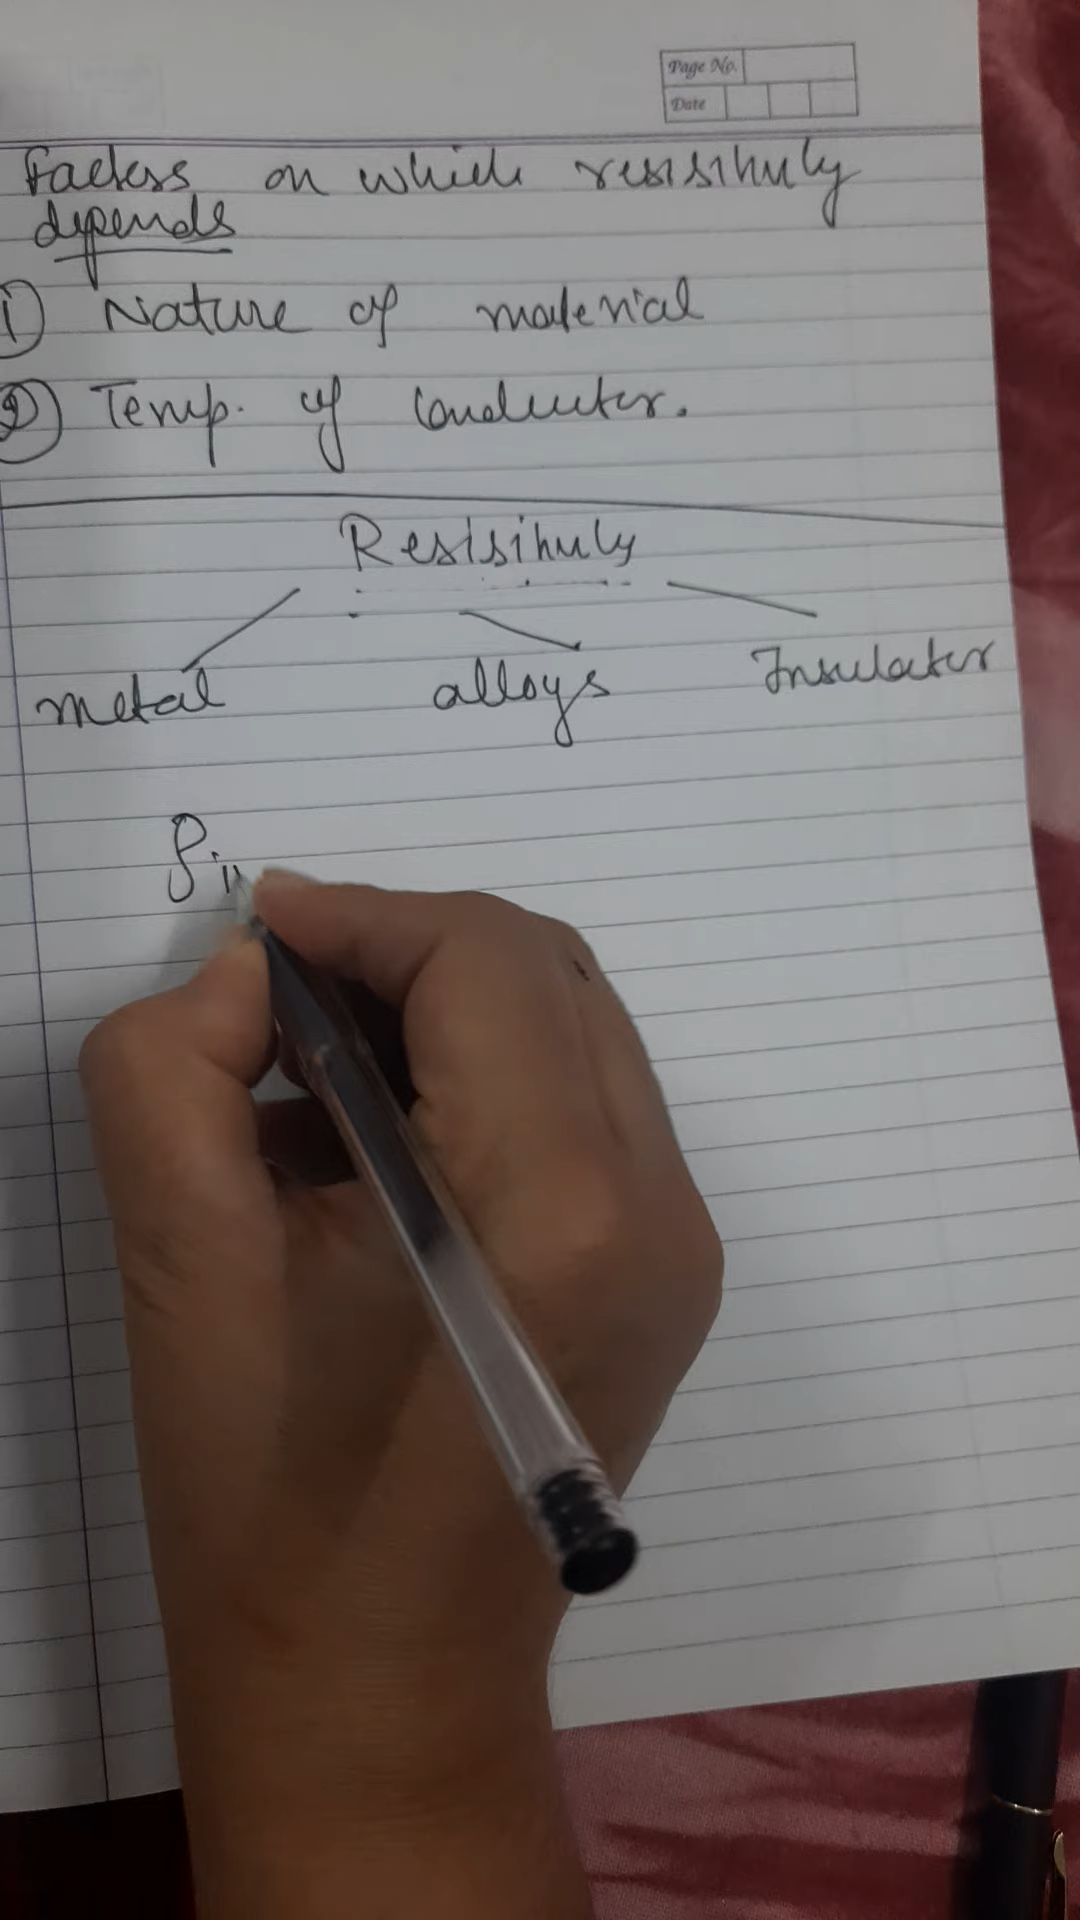 Page No.
Date
Factors on which resistivity
depends
① Nature of material
② Temp. of Conductor.
Resistivity
metal alloys Insulator
ρ in